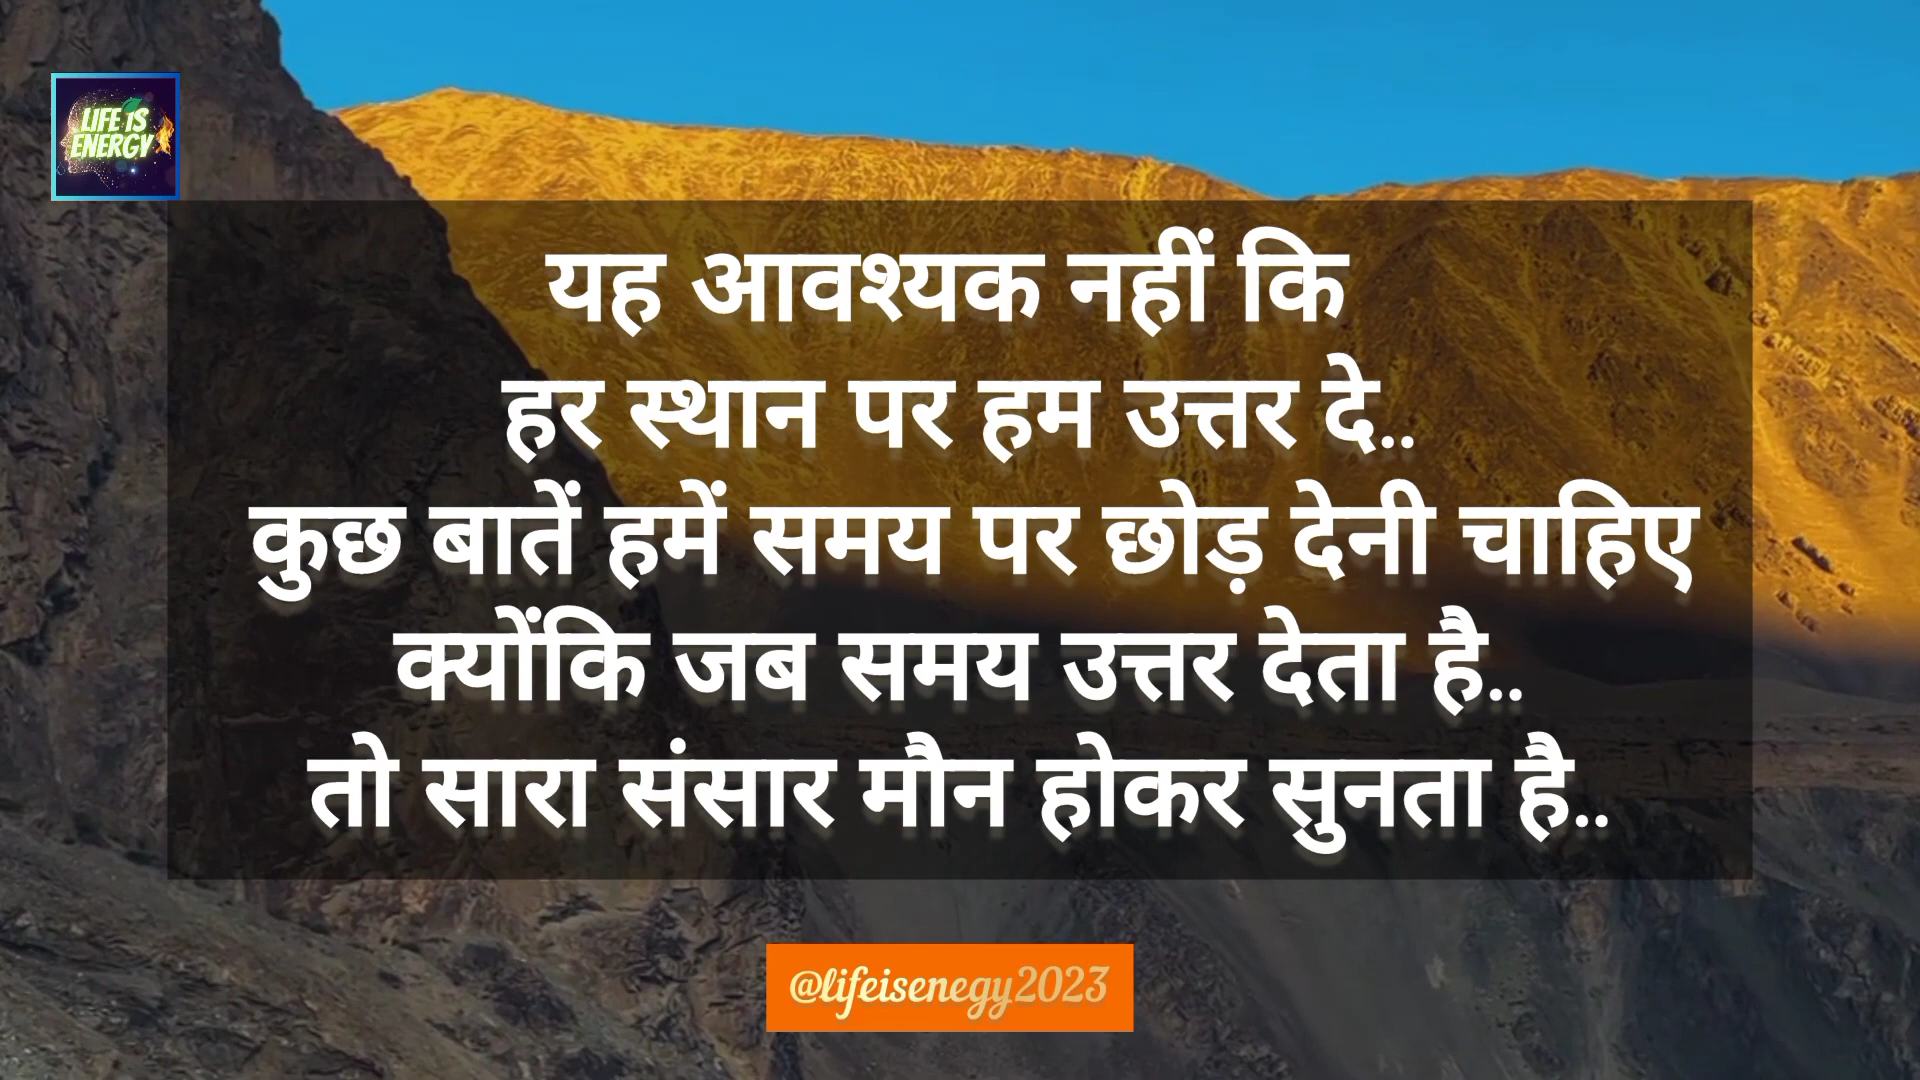 LIFE IS
ENERGY
यह आवश्यक नहीं कि
हर स्थान पर हम उत्तर दे..
कुछ बातें हमें समय पर छोड़ देनी चाहिए
क्योंकि जब समय उत्तर देता है..
तो सारा संसार मौन होकर सुनता है..
@lifeisenegy2023